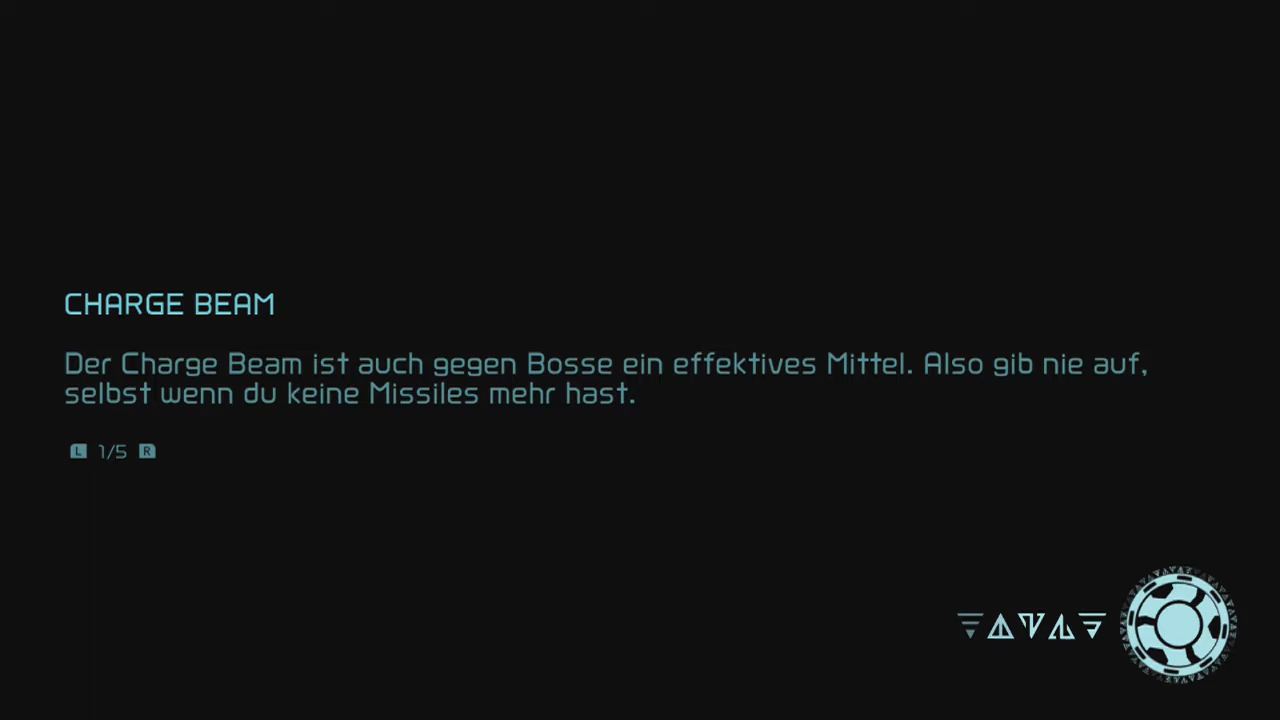 CHARGE BEAM
Der Charge Beam ist auch gegen Bosse ein effektives Mittel. Also gib nie auf,
selbst wenn du keine Missiles mehr hast.
L 1/5 R